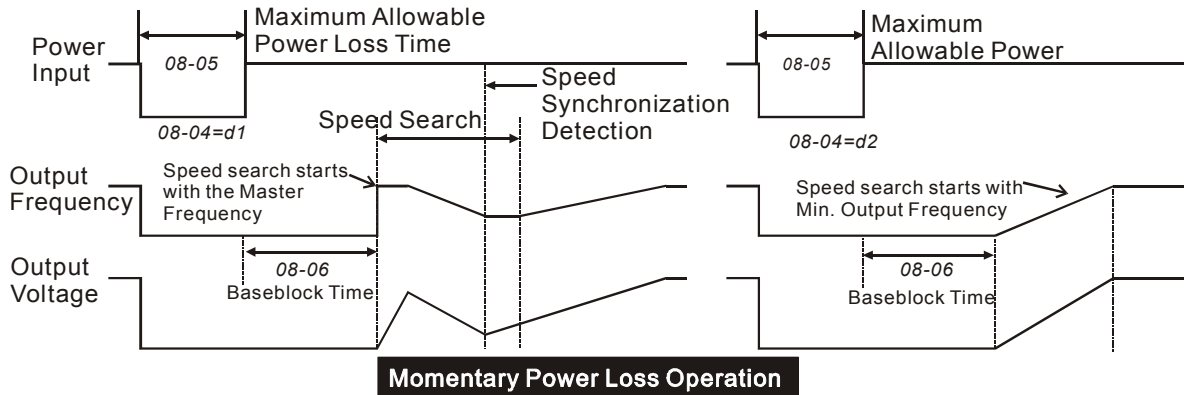 Maximum Allowable
Power Loss Time
Power
Input
08-05
08-04=d1
Speed
Synchronization
Detection
Speed Search
Output
Frequency
Speed search starts
with the Master
Frequency
08-06
Baseblock Time
Output
Voltage
Maximum
Allowable Power
08-05
08-04=d2
Speed search starts with
Min. Output Frequency
08-06
Baseblock Time
Momentary Power Loss Operation